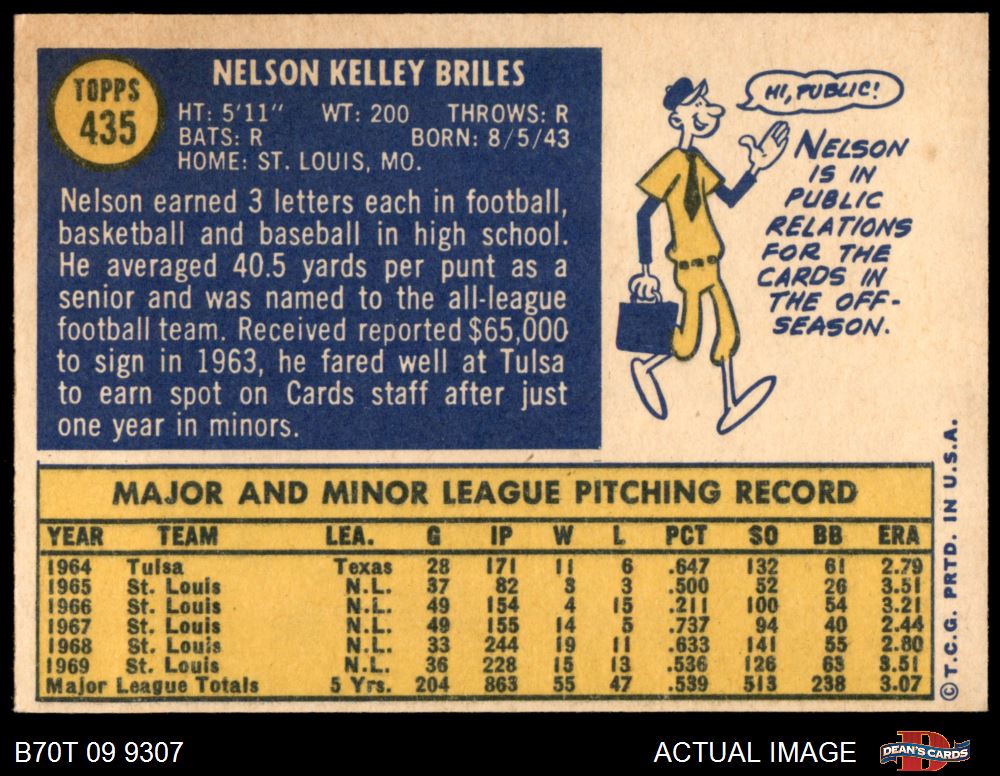 TOPPS
435
NELSON KELLEY BRILES
HT: 5'11" WT: 200 THROWS: R
BATS: R BORN: 8/5/43
HOME: ST. LOUIS, MO.
Nelson earned 3 letters each in football,
basketball and baseball in high school.
He averaged 40.5 yards per punt as a
senior and was named to the all-league
football team. Received reported $65,000
to sign in 1963, he fared well at Tulsa
to earn spot on Cards staff after just
one year in minors.
HI, PUBLIC!
NELSON
IS IN
PUBLIC
RELATIONS
FOR THE
CARDS IN
THE OFF-
SEASON.
MAJOR AND MINOR LEAGUE PITCHING RECORD
YEAR TEAM LEA. G IP W L PCT SO BB ERA
1964 Tulsa Texas 28 171 11 6 .647 132 61 2.79
1965 St. Louis N.L. 37 82 3 3 .500 52 26 3.51
1966 St. Louis N.L. 49 154 4 15 .211 100 54 3.21
1967 St. Louis N.L. 49 155 14 5 .737 94 40 2.44
1968 St. Louis N.L. 33 244 19 11 .633 141 55 2.80
1969 St. Louis N.L. 36 228 15 13 .536 126 63 3.51
Major League Totals 5 Yrs. 204 863 55 47 .539 513 238 3.07
© T.C.G. PRTD. IN U.S.A.
B70T 09 9307
ACTUAL IMAGE
D
DEAN'S CARDS